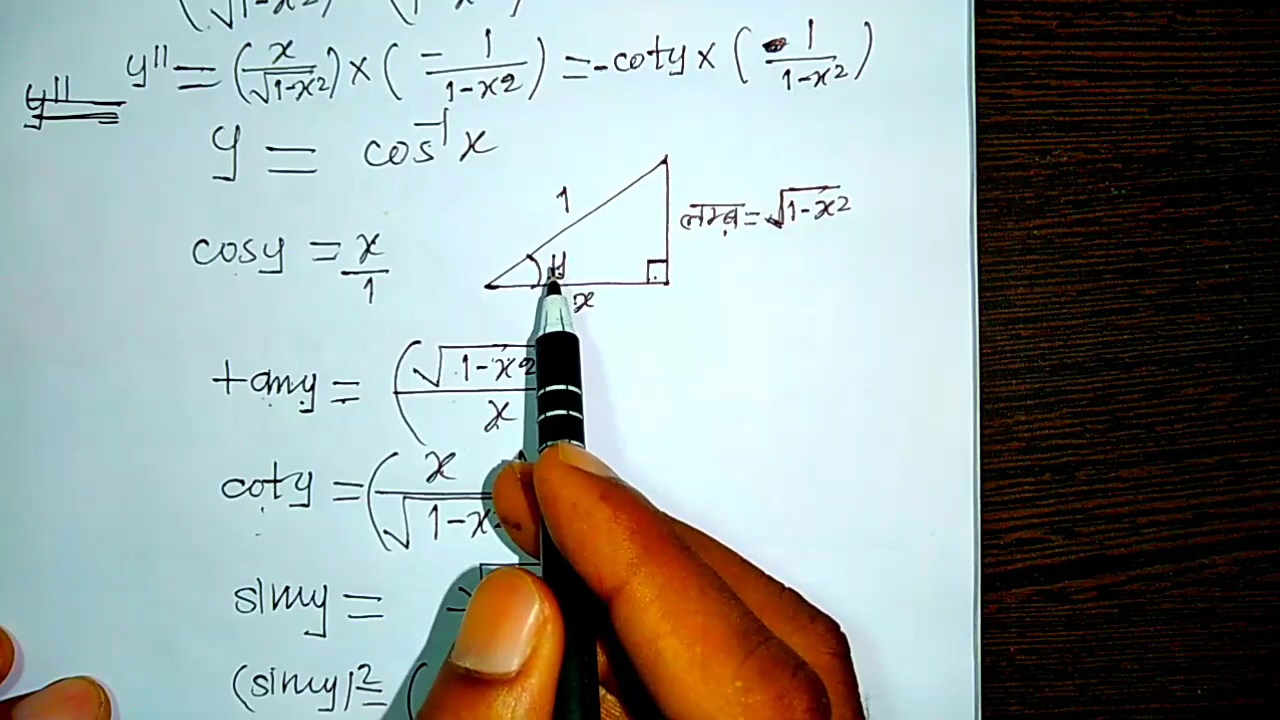 y'' = (x/√1-x²) × (- 1/1-x²) = -coty × (1/1-x²)
y''
y = cos⁻¹x
1
लम्ब = √1-x²
cosy = x/1
y
x
tany = (√1-x²/x
coty = (x/√1-x
siny =
(siny)² = (